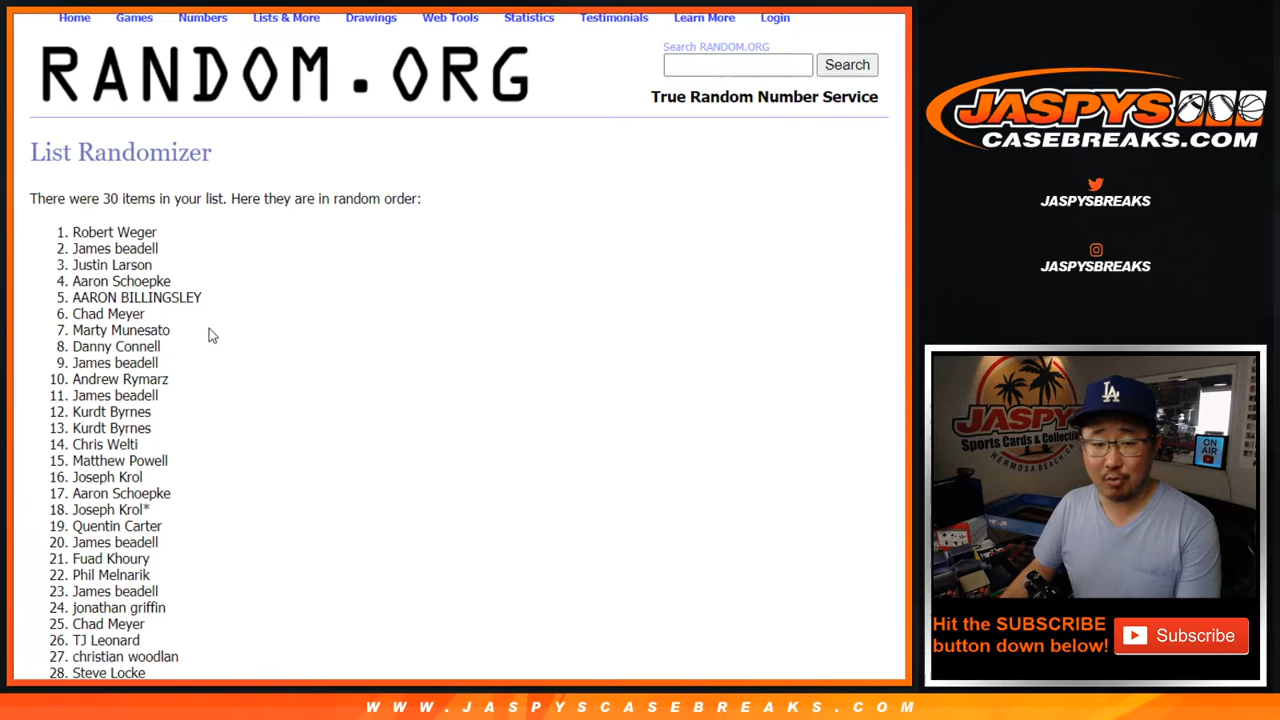 Home Games Numbers Lists & More Drawings Web Tools Statistics Testimonials Learn More Login
RANDOM.ORG
Search RANDOM.ORG
Search
True Random Number Service
List Randomizer
There were 30 items in your list. Here they are in random order:
1. Robert Weger
2. James beadell
3. Justin Larson
4. Aaron Schoepke
5. AARON BILLINGSLEY
6. Chad Meyer
7. Marty Munesato
8. Danny Connell
9. James beadell
10. Andrew Rymarz
11. James beadell
12. Kurdt Byrnes
13. Kurdt Byrnes
14. Chris Welti
15. Matthew Powell
16. Joseph Krol
17. Aaron Schoepke
18. Joseph Krol*
19. Quentin Carter
20. James beadell
21. Fuad Khoury
22. Phil Melnarik
23. James beadell
24. jonathan griffin
25. Chad Meyer
26. TJ Leonard
27. christian woodlan
28. Steve Locke
JASPYS
CASEBREAKS.COM
JASPYSBREAKS
JASPYSBREAKS
JASPYS
Sports Cards & Collectib
HERMOSA BEACH, CA
ON
AIR
Hit the SUBSCRIBE
button down below!
Subscribe
WWW.JASPYSCASEBREAKS.COM